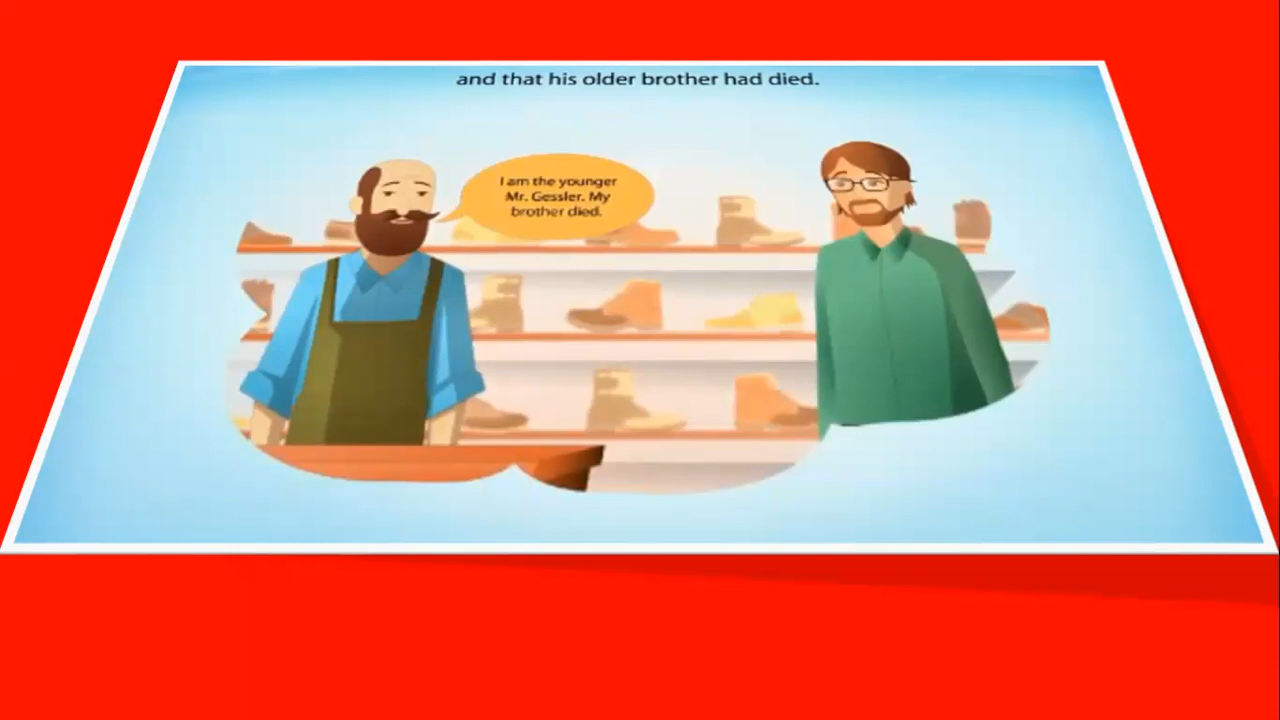 and that his older brother had died.
I am the younger
Mr. Gessler. My
brother died.